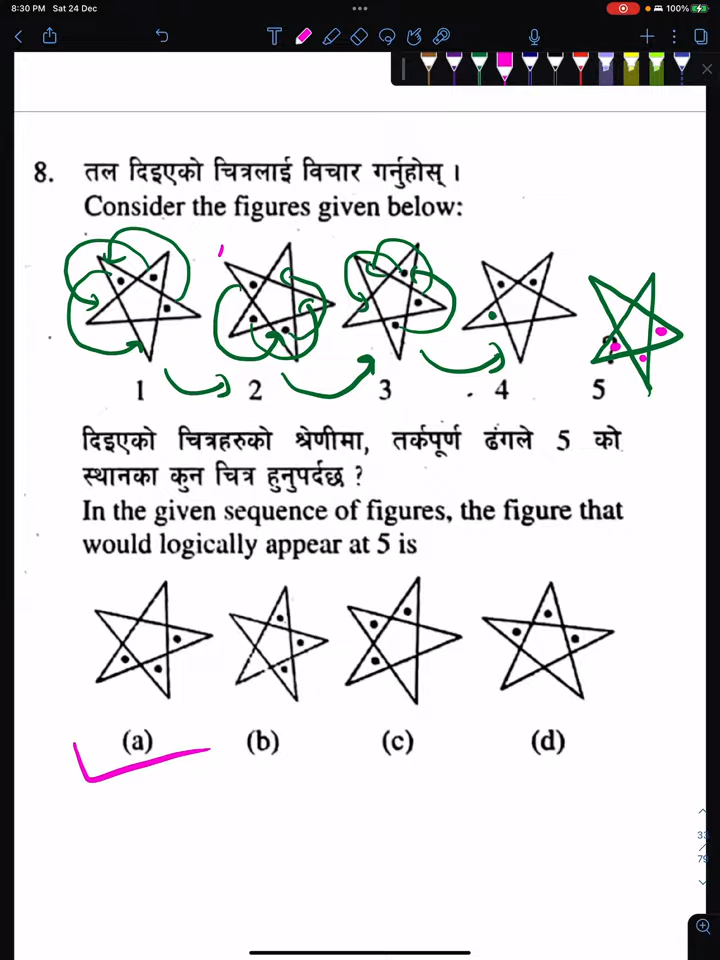 8:30 PM Sat 24 Dec
100%
8. तल दिइएको चित्रलाई विचार गर्नुहोस् ।
Consider the figures given below:
1 2 3 4 5
दिइएको चित्रहरुको श्रेणीमा, तर्कपूर्ण ढंगले 5 को
स्थानका कुन चित्र हुनुपर्दछ ?
In the given sequence of figures, the figure that
would logically appear at 5 is
(a) (b) (c) (d)
33
/
79